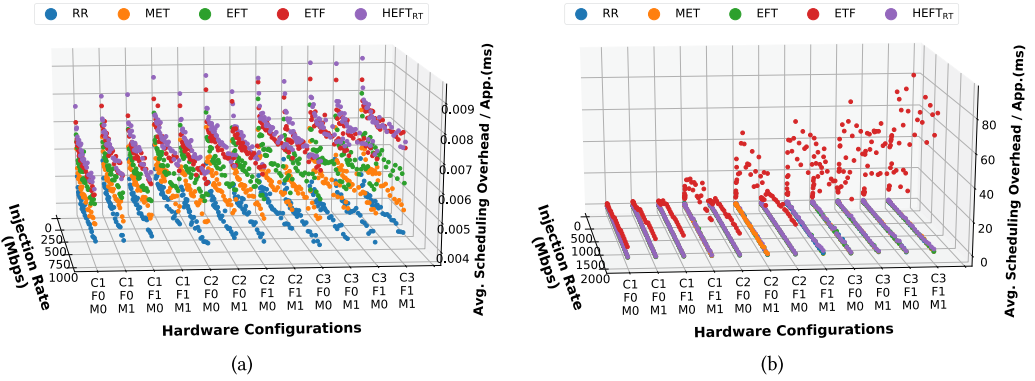 RR MET EFT ETF HEFT_RT
0.009
0.008
0.007
0.006
0.005
0.004
Avg. Scheduling Overhead / App.(ms)
Injection Rate
(Mbps)
0
250
500
750
1000
C1 C1 C1 C1 C2 C2 C2 C2 C3 C3 C3 C3
F0 F0 F1 F1 F0 F0 F1 F1 F0 F0 F1 F1
M0 M1 M0 M1 M0 M1 M0 M1 M0 M1 M0 M1
Hardware Configurations
(a)
RR MET EFT ETF HEFT_RT
80
60
40
20
0
Avg. Scheduling Overhead / App.(ms)
Injection Rate
(Mbps)
0
500
1000
1500
2000
C1 C1 C1 C1 C2 C2 C2 C2 C3 C3 C3 C3
F0 F0 F1 F1 F0 F0 F1 F1 F0 F0 F1 F1
M0 M1 M0 M1 M0 M1 M0 M1 M0 M1 M0 M1
Hardware Configurations
(b)